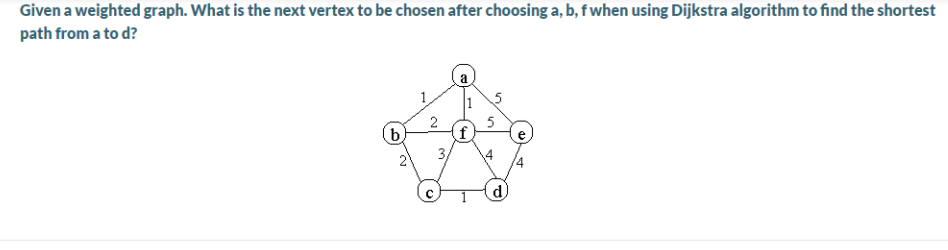 Given a weighted graph. What is the next vertex to be chosen after choosing a, b, f when using Dijkstra algorithm to find the shortest
path from a to d?
a
1 1 5
2 5
b f e
2 3 4 4
c 1 d